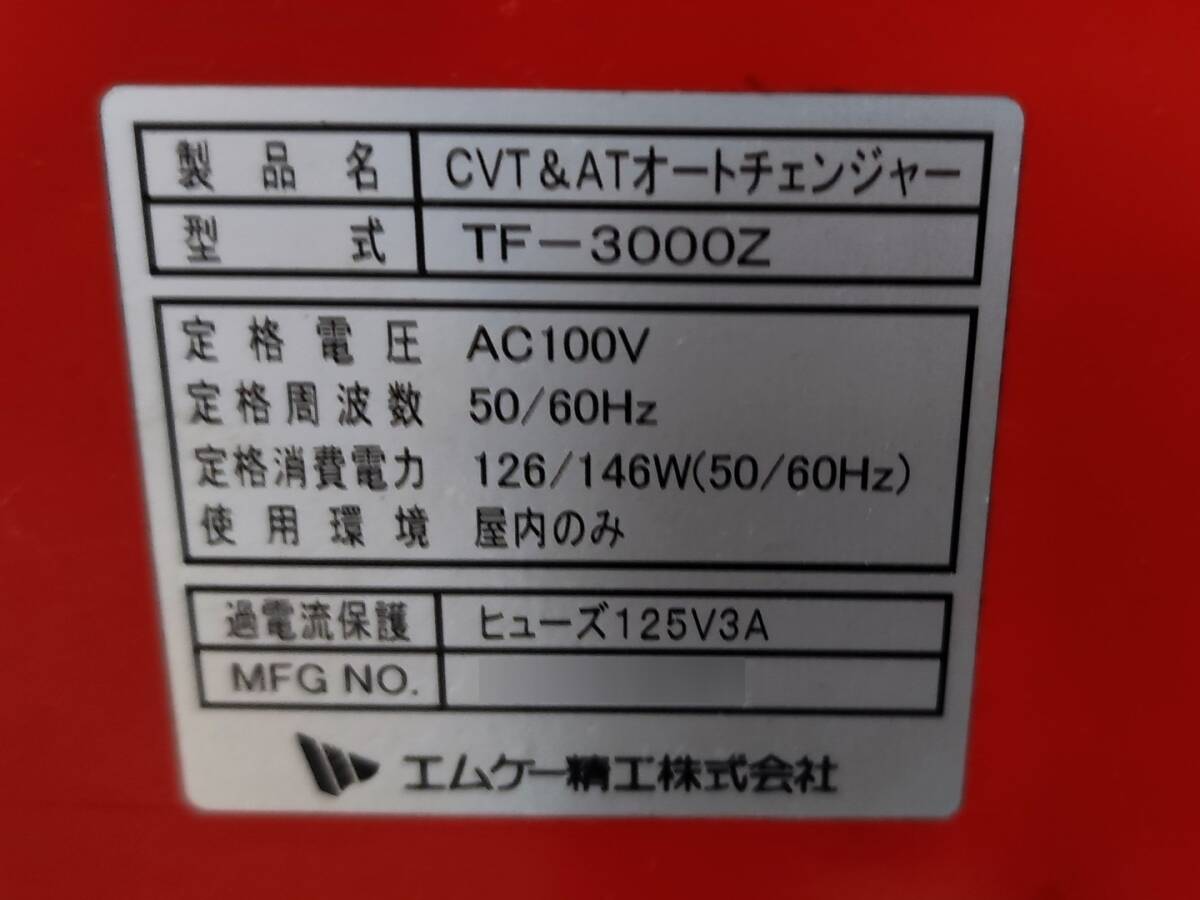 製品名 CVT&ATオートチェンジャー
型式 TF-3000Z
定格電圧 AC100V
定格周波数 50/60Hz
定格消費電力 126/146W(50/60Hz)
使用環境 屋内のみ
過電流保護 ヒューズ125V3A
MFG NO.
エムケー精工株式会社